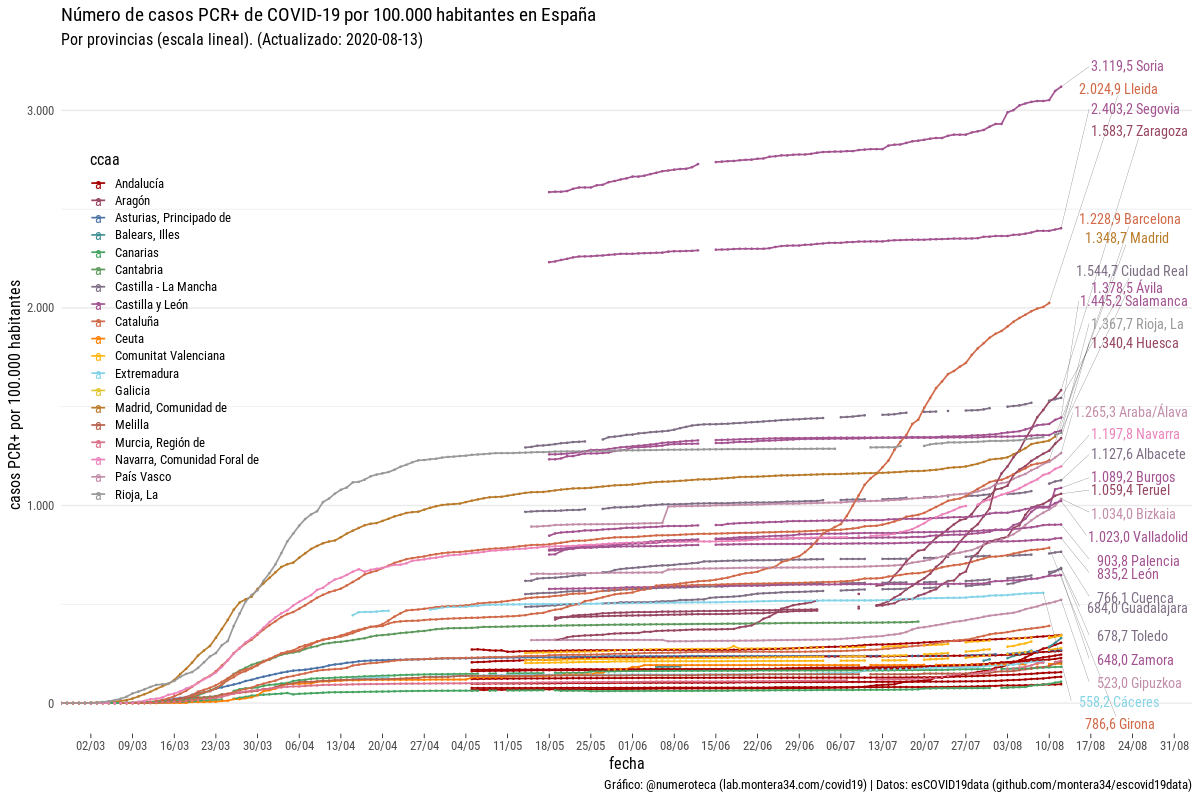 Número de casos PCR+ de COVID-19 por 100.000 habitantes en España
Por provincias (escala lineal). (Actualizado: 2020-08-13)
casos PCR+ por 100.000 habitantes
3.000
2.000
1.000
0
ccaa
Andalucía
Aragón
Asturias, Principado de
Balears, Illes
Canarias
Cantabria
Castilla - La Mancha
Castilla y León
Cataluña
Ceuta
Comunitat Valenciana
Extremadura
Galicia
Madrid, Comunidad de
Melilla
Murcia, Región de
Navarra, Comunidad Foral de
País Vasco
Rioja, La
3.119,5 Soria
2.024,9 Lleida
2.403,2 Segovia
1.583,7 Zaragoza
1.228,9 Barcelona
1.348,7 Madrid
1.544,7 Ciudad Real
1.378,5 Ávila
1.445,2 Salamanca
1.367,7 Rioja, La
1.340,4 Huesca
1.265,3 Araba/Álava
1.197,8 Navarra
1.127,6 Albacete
1.089,2 Burgos
1.059,4 Teruel
1.034,0 Bizkaia
1.023,0 Valladolid
903,8 Palencia
835,2 León
766,1 Cuenca
684,0 Guadalajara
678,7 Toledo
648,0 Zamora
523,0 Gipuzkoa
558,2 Cáceres
786,6 Girona
02/03 09/03 16/03 23/03 30/03 06/04 13/04 20/04 27/04 04/05 11/05 18/05 25/05 01/06 08/06 15/06 22/06 29/06 06/07 13/07 20/07 27/07 03/08 10/08 17/08 24/08 31/08
fecha
Gráfico: @numeroteca (lab.montera34.com/covid19) | Datos: esCOVID19data (github.com/montera34/escovid19data)